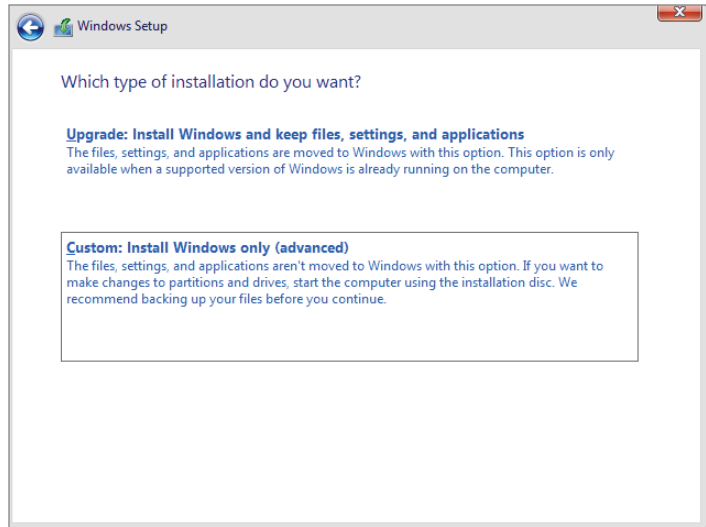 Windows Setup
Which type of installation do you want?
Upgrade: Install Windows and keep files, settings, and applications
The files, settings, and applications are moved to Windows with this option. This option is only
available when a supported version of Windows is already running on the computer.
Custom: Install Windows only (advanced)
The files, settings, and applications aren't moved to Windows with this option. If you want to
make changes to partitions and drives, start the computer using the installation disc. We
recommend backing up your files before you continue.